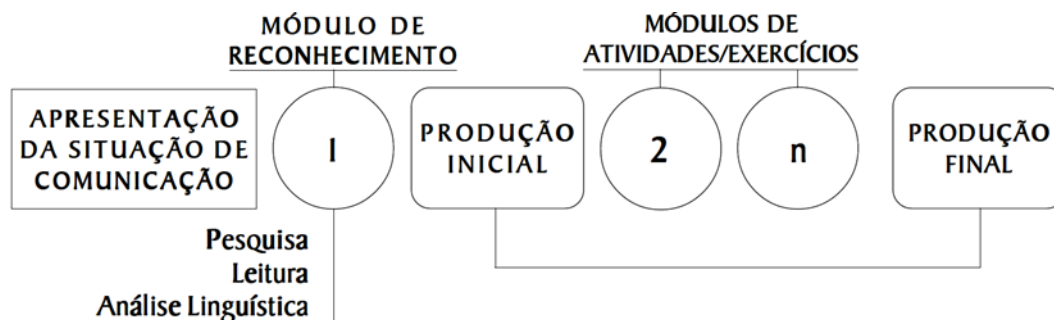 MÓDULO DE
RECONHECIMENTO
MÓDULOS DE
ATIVIDADES/EXERCÍCIOS
APRESENTAÇÃO
DA SITUAÇÃO DE
COMUNICAÇÃO
1
PRODUÇÃO
INICIAL
2
n
PRODUÇÃO
FINAL
Pesquisa
Leitura
Análise Linguística